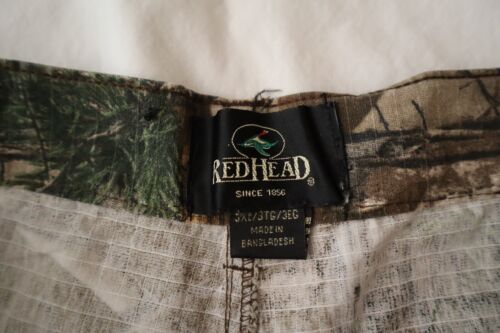 REDHEAD®
SINCE 1856
3XL/3TG/3EG
MADE IN
BANGLADESH